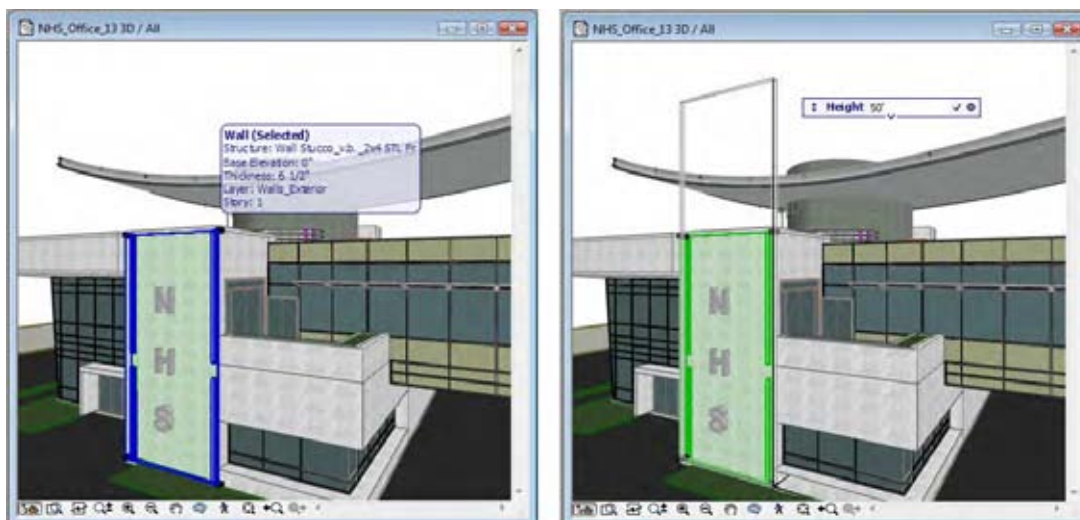 NHS_Office_13 3D / All
Wall (Selected)
Structure: Wall Stucco_v.b. _2x4 STL Fr
Base Elevation: 0"
Thickness: 6 1/2"
Layer: Walls_Exterior
Story: 1
N
H
S
NHS_Office_13 3D / All
Height 50'
N
H
S